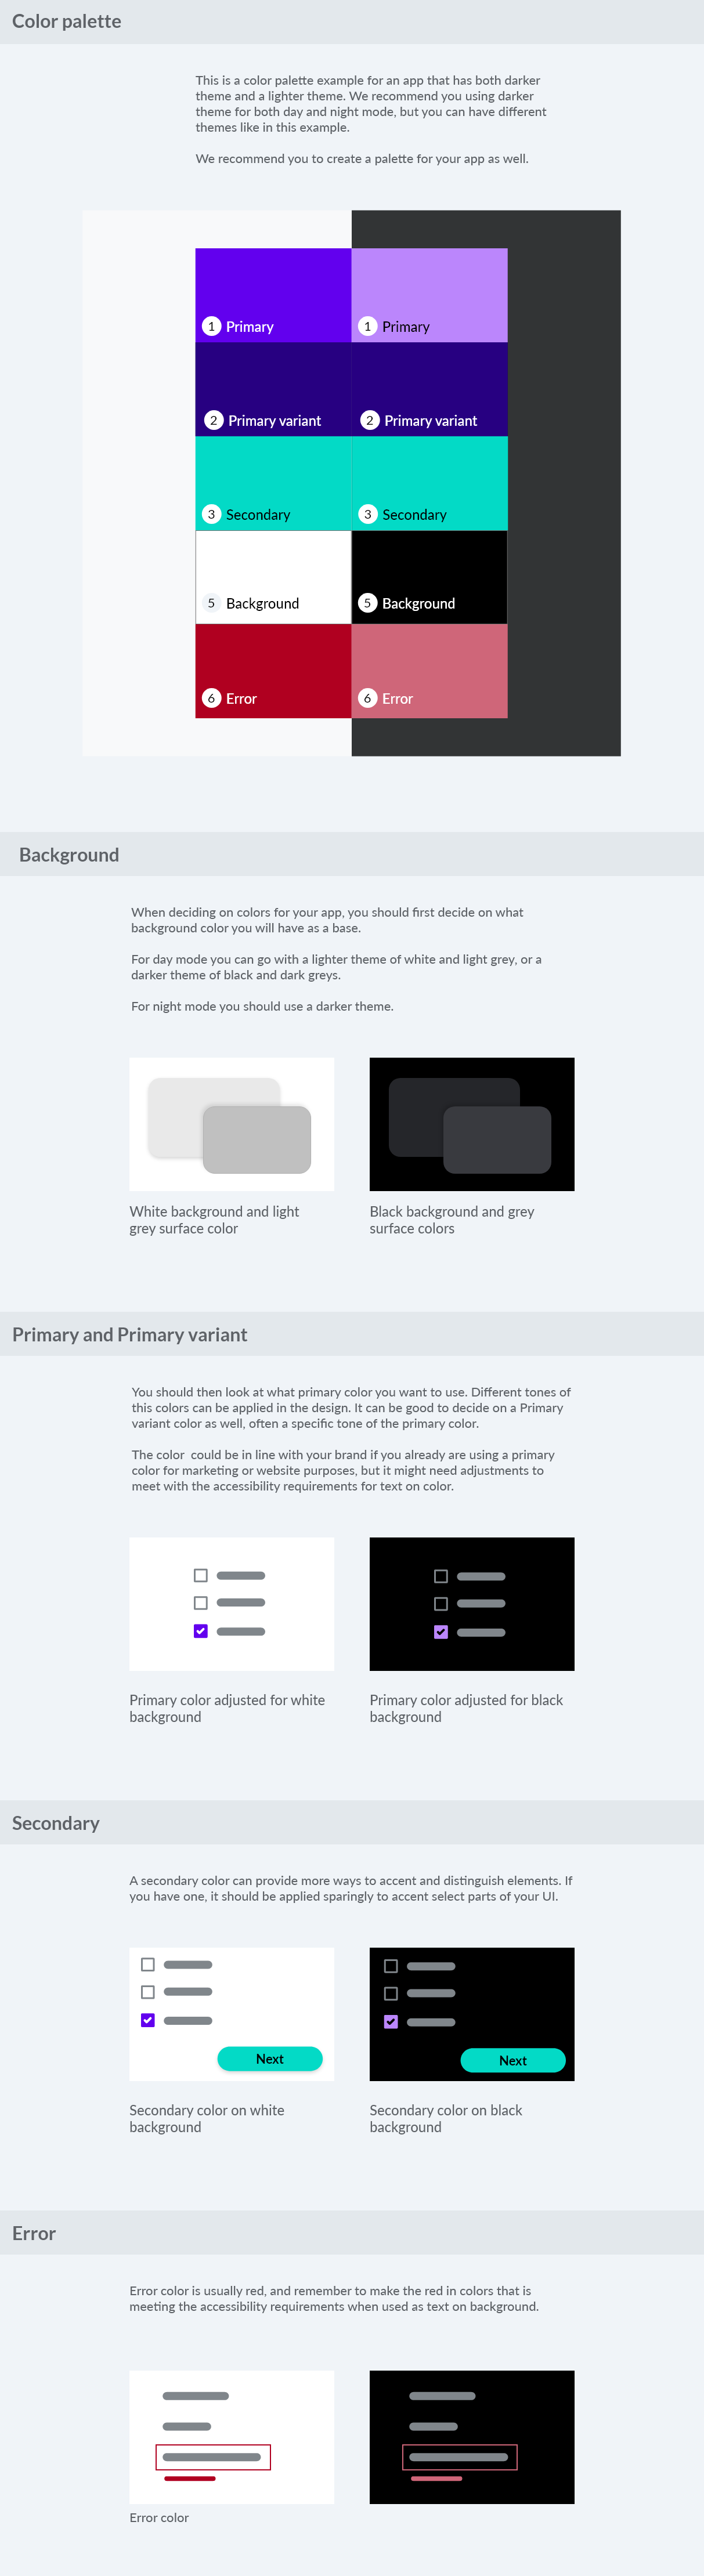 Color palette
This is a color palette example for an app that has both darker
theme and a lighter theme. We recommend you using darker
theme for both day and night mode, but you can have different
themes like in this example.
We recommend you to create a palette for your app as well.
1 Primary
1 Primary
2 Primary variant
2 Primary variant
3 Secondary
3 Secondary
5 Background
5 Background
6 Error
6 Error
Background
When deciding on colors for your app, you should first decide on what
background color you will have as a base.
For day mode you can go with a lighter theme of white and light grey, or a
darker theme of black and dark greys.
For night mode you should use a darker theme.
White background and light
grey surface color
Black background and grey
surface colors
Primary and Primary variant
You should then look at what primary color you want to use. Different tones of
this colors can be applied in the design. It can be good to decide on a Primary
variant color as well, often a specific tone of the primary color.
The color  could be in line with your brand if you already are using a primary
color for marketing or website purposes, but it might need adjustments to
meet with the accessibility requirements for text on color.
Primary color adjusted for white
background
Primary color adjusted for black
background
Secondary
A secondary color can provide more ways to accent and distinguish elements. If
you have one, it should be applied sparingly to accent select parts of your UI.
Next
Next
Secondary color on white
background
Secondary color on black
background
Error
Error color is usually red, and remember to make the red in colors that is
meeting the accessibility requirements when used as text on background.
Error color